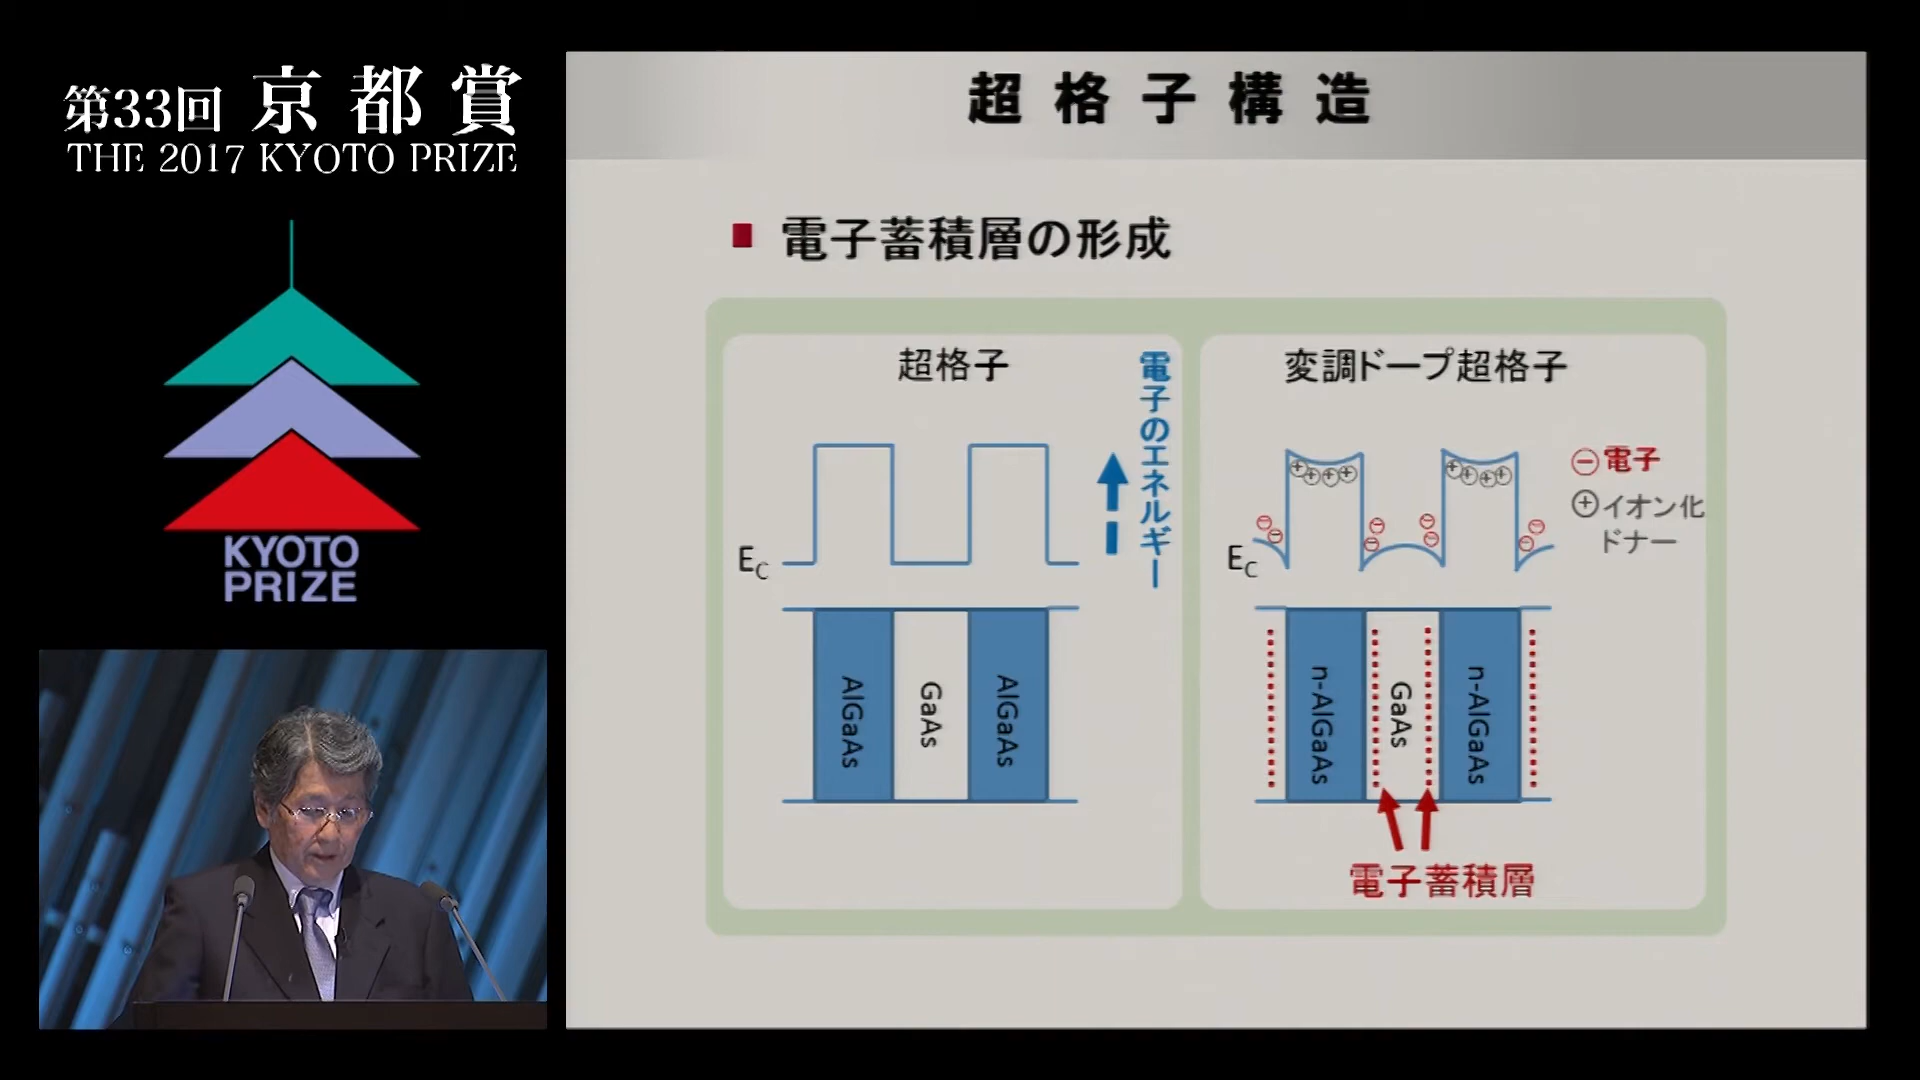 第33回 京都賞
THE 2017 KYOTO PRIZE
KYOTO
PRIZE
超格子構造
電子蓄積層の形成
超格子
電子のエネルギー
EC
AlGaAs
GaAs
AlGaAs
変調ドープ超格子
電子
イオン化
ドナー
EC
n-AlGaAs
GaAs
n-AlGaAs
電子蓄積層